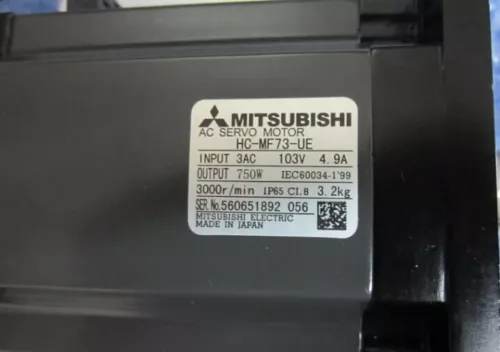 MITSUBISHI
AC SERVO MOTOR
HC-MF73-UE
INPUT 3AC 103V 4.9A
OUTPUT 750W IEC60034-1'99
3000r/min IP65 CI.B 3.2kg
SER.No.560651892 056
MITSUBISHI ELECTRIC
MADE IN JAPAN